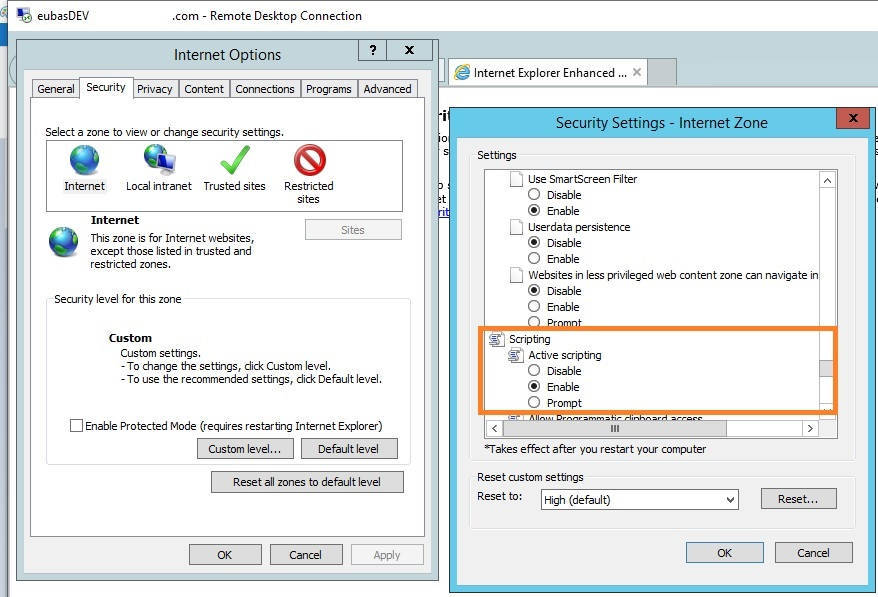 eubasDEV .com - Remote Desktop Connection
Internet Options
?
X
General
Security
Privacy
Content
Connections
Programs
Advanced
Select a zone to view or change security settings.
Internet
Local intranet
Trusted sites
Restricted
sites
Internet
This zone is for Internet websites,
except those listed in trusted and
restricted zones.
Sites
Security level for this zone
Custom
Custom settings.
- To change the settings, click Custom level.
- To use the recommended settings, click Default level.
Enable Protected Mode (requires restarting Internet Explorer)
Custom level...
Default level
Reset all zones to default level
OK
Cancel
Apply
Internet Explorer Enhanced ...
Security Settings - Internet Zone
X
Settings
Use SmartScreen Filter
Disable
Enable
Userdata persistence
Disable
Enable
Websites in less privileged web content zone can navigate in
Disable
Enable
Prompt
Scripting
Active scripting
Disable
Enable
Prompt
Allow Programmatic clipboard access
*Takes effect after you restart your computer
Reset custom settings
Reset to:
High (default)
Reset...
OK
Cancel